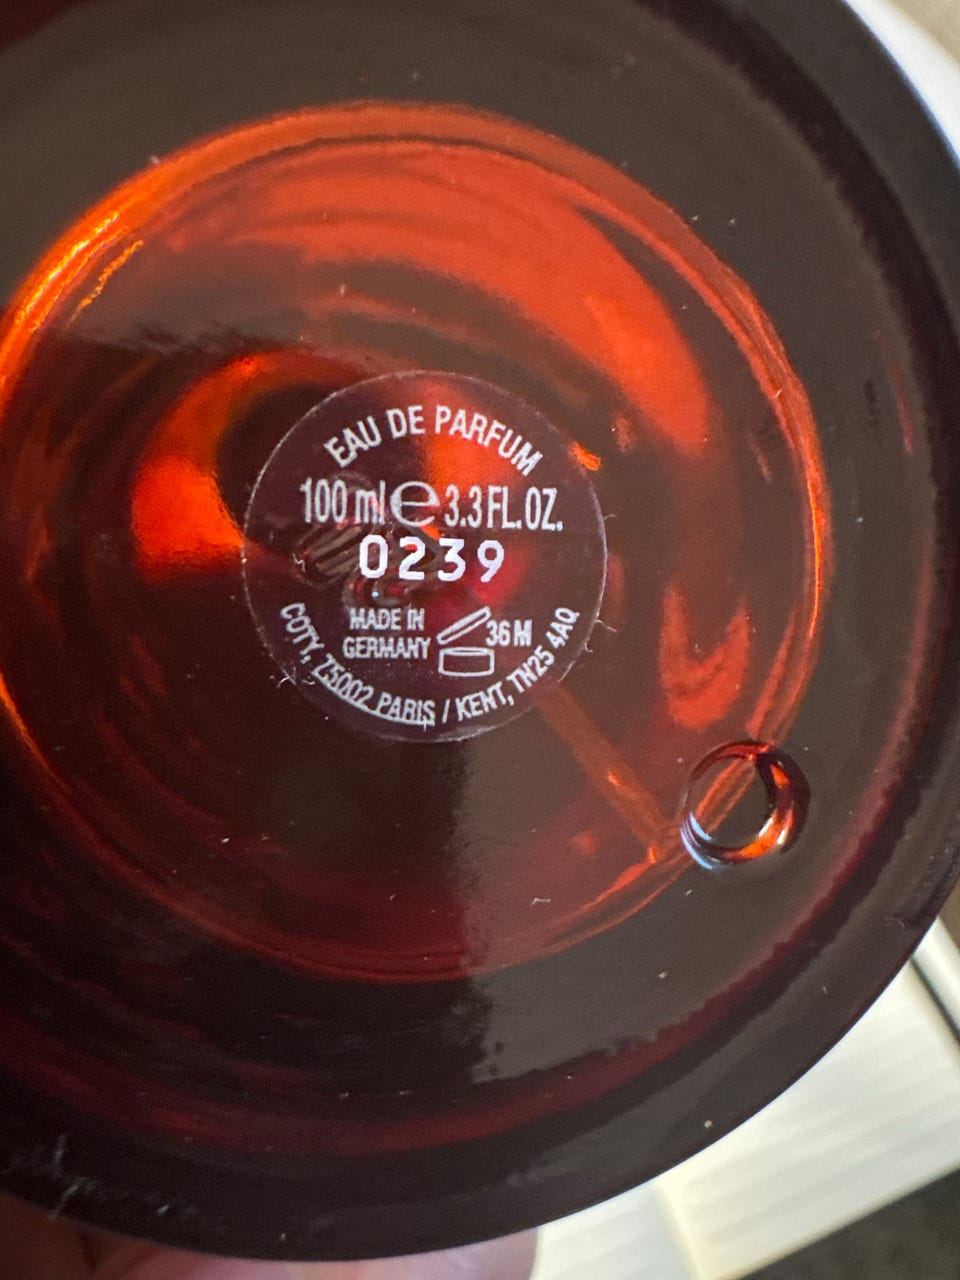 EAU DE PARFUM
100 ml e 3.3 FL. OZ.
0239
MADE IN
GERMANY
36 M
COTY, 75002 PARIS / KENT, TN25 4AQ